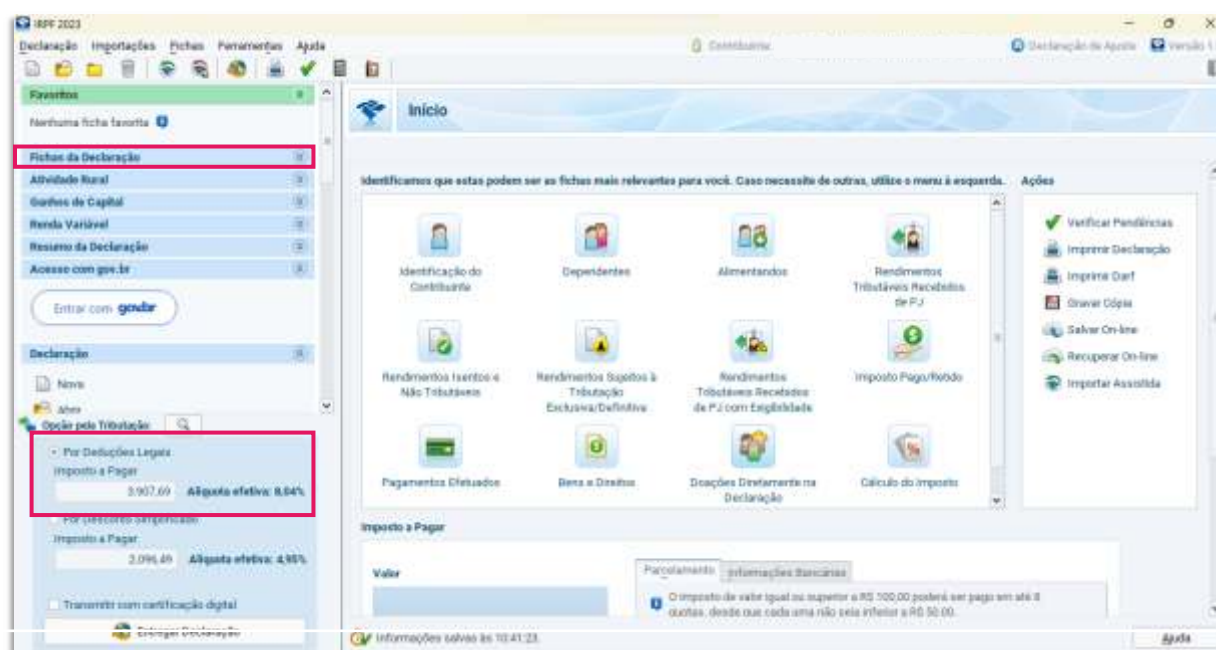 IRPF 2023
Declaração Importações Fichas Ferramentas Ajuda
Contribuinte:
Declaração de Ajuste
Versão 1.
Favoritos
Nenhuma ficha favorita
Fichas da Declaração
Atividade Rural
Ganhos de Capital
Renda Variável
Resumo da Declaração
Acesso com gov.br
Entrar com gov.br
Declaração
Nova
Abrir
Opção pela Tributação:
Por Deduções Legais
Imposto a Pagar
3.907,69 Alíquota efetiva: 8,04%
Por Desconto Simplificado
Imposto a Pagar
2.096,49 Alíquota efetiva: 4,95%
Transmitir com certificação digital
Entregar Declaração
Início
Identificamos que estas podem ser as fichas mais relevantes para você. Caso necessite de outras, utilize o menu à esquerda.
Identificação do
Contribuinte
Dependentes
Alimentandos
Rendimentos
Tributáveis Recebidos
de PJ
Rendimentos Isentos e
Não Tributáveis
Rendimentos Sujeitos à
Tributação
Exclusiva/Definitiva
Rendimentos
Tributáveis Recebidos
de PJ com Exigibilidade
Imposto Pago/Retido
Pagamentos Efetuados
Bens e Direitos
Doações Diretamente na
Declaração
Cálculo do Imposto
Ações
Verificar Pendências
Imprimir Declaração
Imprimir Darf
Gravar Cópia
Salvar On-line
Recuperar On-line
Importar Assistida
Imposto a Pagar
Valor
Parcelamento Informações Bancárias
O imposto de valor igual ou superior a R$ 100,00 poderá ser pago em até 8
quotas, desde que cada uma não seja inferior a R$ 50,00.
Informações salvas às 10:41:23.
Ajuda